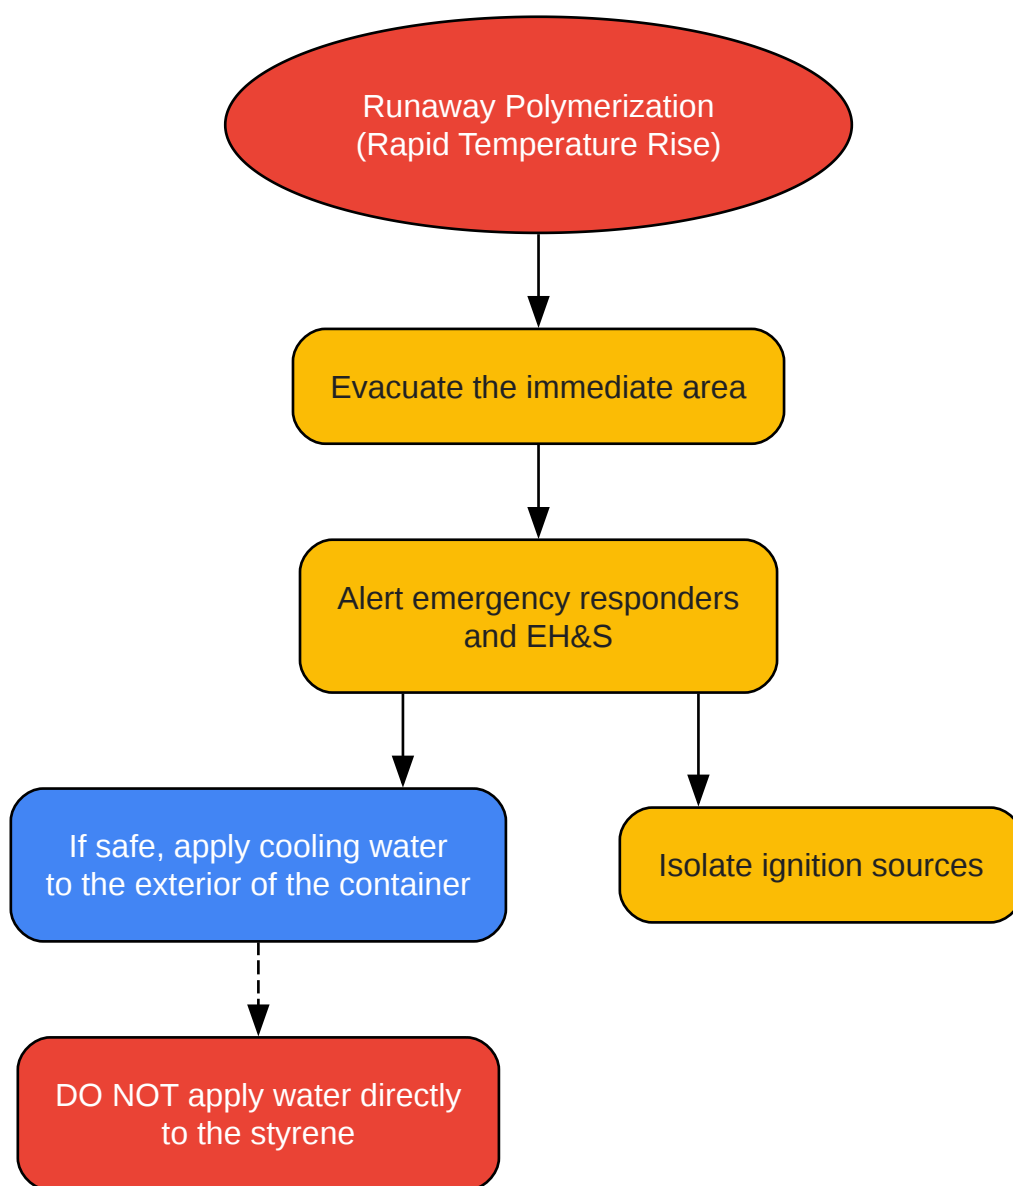 Runaway Polymerization
(Rapid Temperature Rise)
Evacuate the immediate area
Alert emergency responders
and EH&S
If safe, apply cooling water
to the exterior of the container
Isolate ignition sources
DO NOT apply water directly
to the styrene